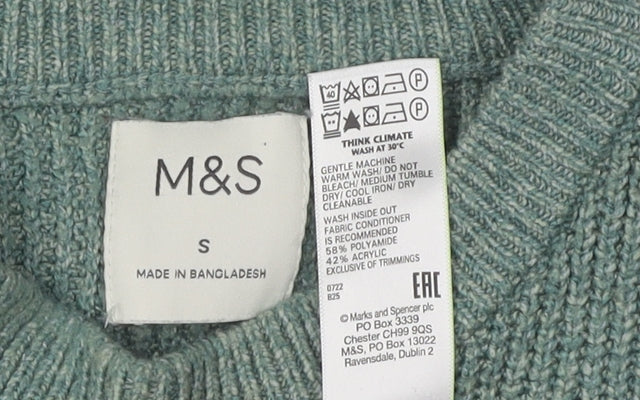 M&S
S
MADE IN BANGLADESH
40
P
P
THINK CLIMATE
WASH AT 30°C
GENTLE MACHINE
WARM WASH/ DO NOT
BLEACH/ MEDIUM TUMBLE
DRY/ COOL IRON/ DRY
CLEANABLE
WASH INSIDE OUT
FABRIC CONDITIONER
IS RECOMMENDED
58% POLYAMIDE
42% ACRYLIC
EXCLUSIVE OF TRIMMINGS
0722
B25
EAC
© Marks and Spencer plc
PO Box 3339
Chester CH99 9QS
M&S, PO Box 13022
Ravensdale, Dublin 2